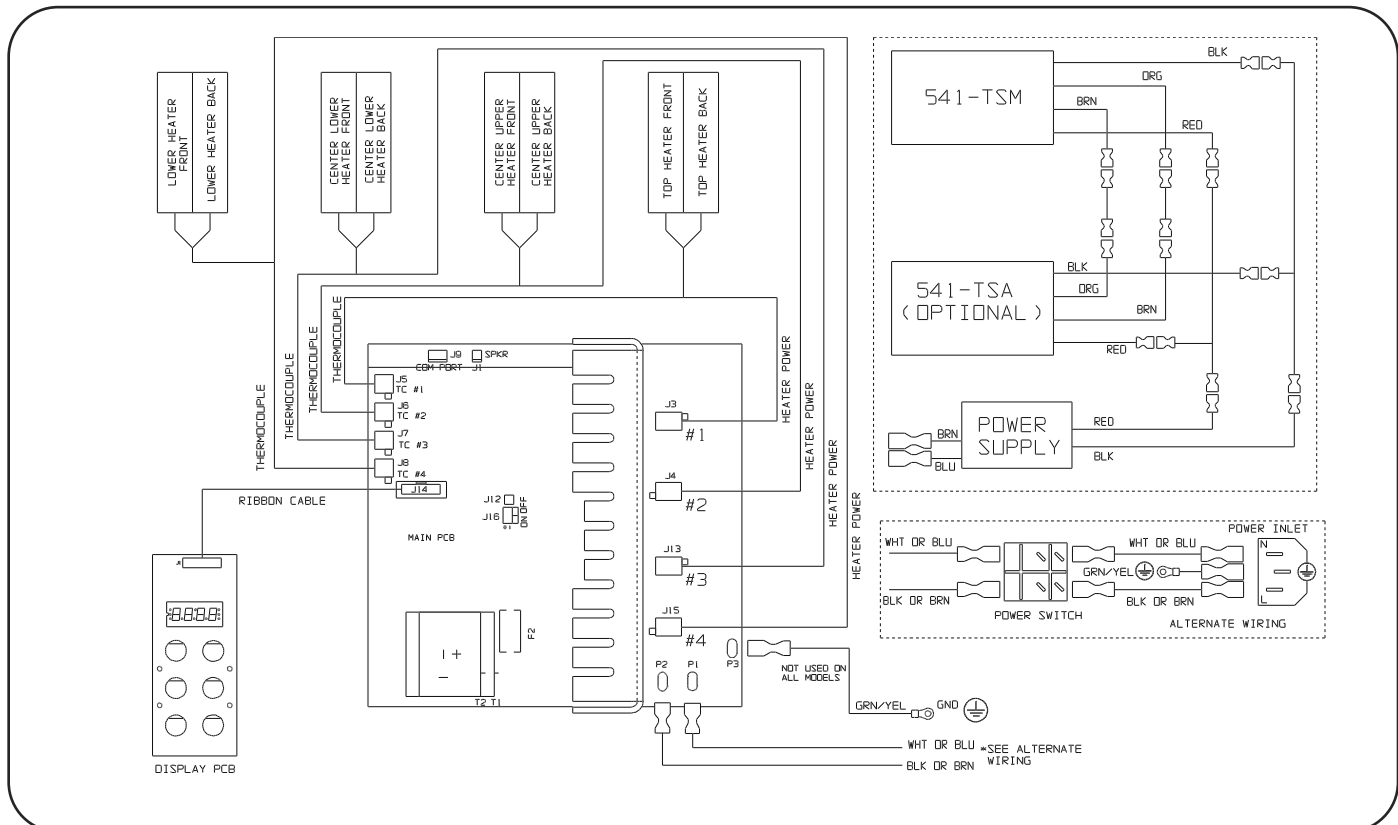 LOWER HEATER
FRONT
LOWER HEATER BACK
CENTER LOWER
HEATER FRONT
CENTER LOWER
HEATER BACK
CENTER UPPER
HEATER FRONT
CENTER UPPER
HEATER BACK
TOP HEATER FRONT
TOP HEATER BACK
THERMOCOUPLE
THERMOCOUPLE
THERMOCOUPLE
THERMOCOUPLE
J9
COM PORT
SPKR
J1
J5
TC #1
J6
TC #2
J7
TC #3
J8
TC #4
J14
RIBBON CABLE
J12
J16
ON OFF
MAIN PCB
F2
T2 T1
J3
#1
J4
#2
J13
#3
J15
#4
P2
P1
P3
HEATER POWER
HEATER POWER
HEATER POWER
HEATER POWER
NOT USED ON
ALL MODELS
GRN/YEL
GND
WHT OR BLU
BLK OR BRN
*SEE ALTERNATE
WIRING
DISPLAY PCB
541-TSM
BLK
ORG
BRN
RED
541-TSA
(OPTIONAL)
BLK
ORG
BRN
RED
POWER
SUPPLY
BRN
BLU
RED
BLK
POWER INLET
WHT OR BLU
WHT OR BLU
N
GRN/YEL
L
BLK OR BRN
BLK OR BRN
POWER SWITCH
ALTERNATE WIRING